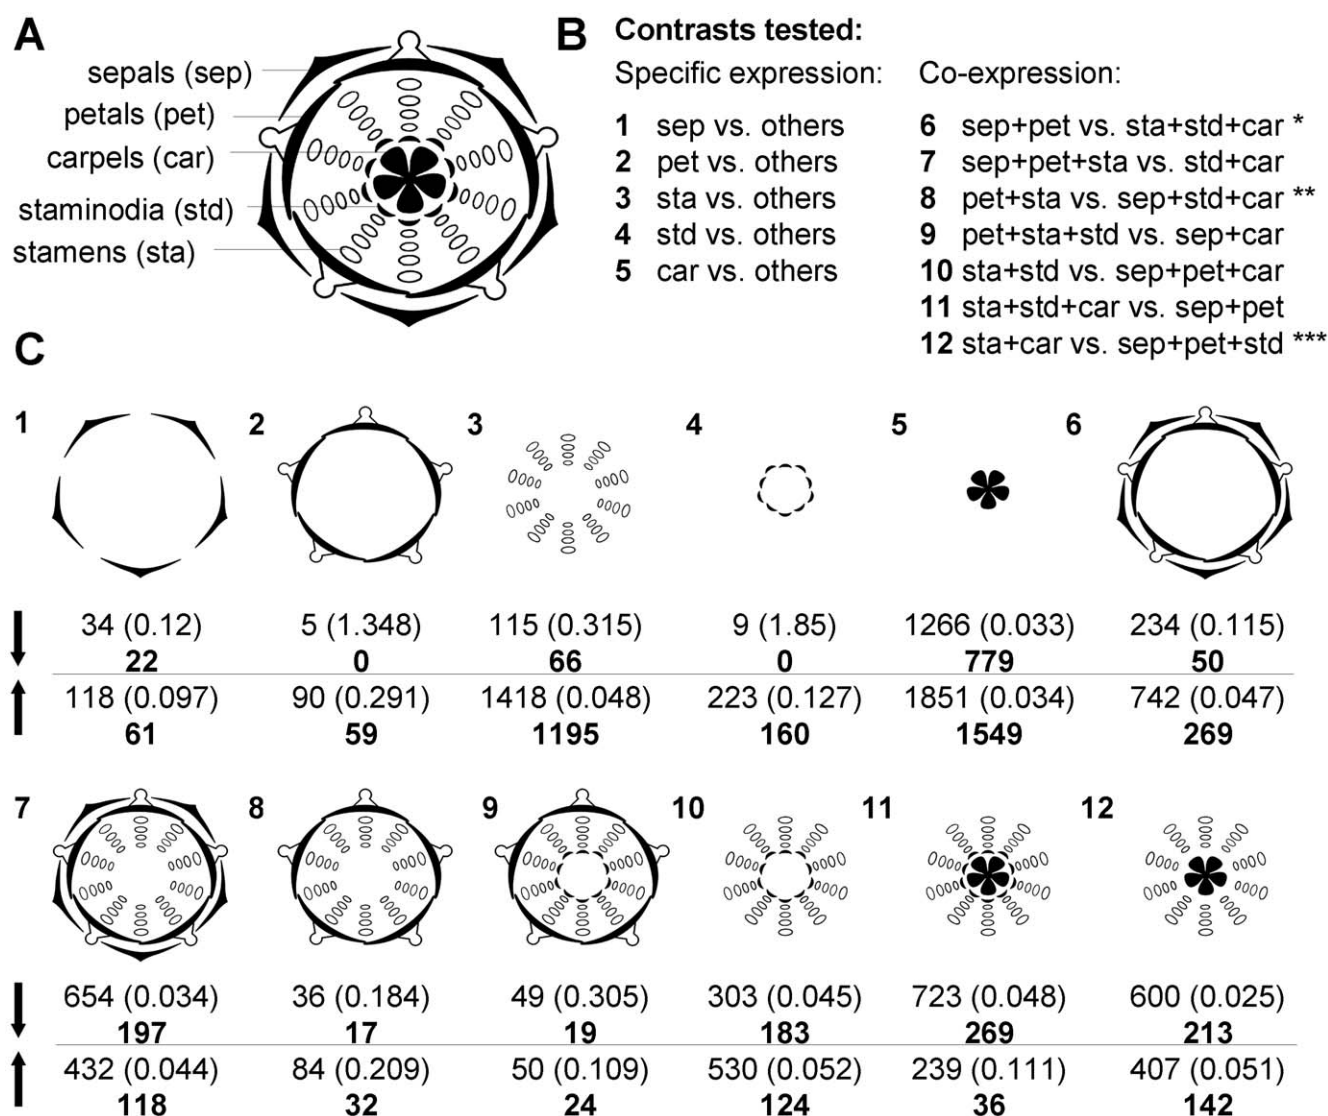 A
sepals (sep)
petals (pet)
carpels (car)
staminodia (std)
stamens (sta)
B Contrasts tested:
Specific expression:
1 sep vs. others
2 pet vs. others
3 sta vs. others
4 std vs. others
5 car vs. others
Co-expression:
6 sep+pet vs. sta+std+car *
7 sep+pet+sta vs. std+car
8 pet+sta vs. sep+std+car **
9 pet+sta+std vs. sep+car
10 sta+std vs. sep+pet+car
11 sta+std+car vs. sep+pet
12 sta+car vs. sep+pet+std ***
C
1 2 3 4 5 6
34 (0.12) 5 (1.348) 115 (0.315) 9 (1.85) 1266 (0.033) 234 (0.115)
22 0 66 0 779 50
118 (0.097) 90 (0.291) 1418 (0.048) 223 (0.127) 1851 (0.034) 742 (0.047)
61 59 1195 160 1549 269
7 8 9 10 11 12
654 (0.034) 36 (0.184) 49 (0.305) 303 (0.045) 723 (0.048) 600 (0.025)
197 17 19 183 269 213
432 (0.044) 84 (0.209) 50 (0.109) 530 (0.052) 239 (0.111) 407 (0.051)
118 32 24 124 36 142